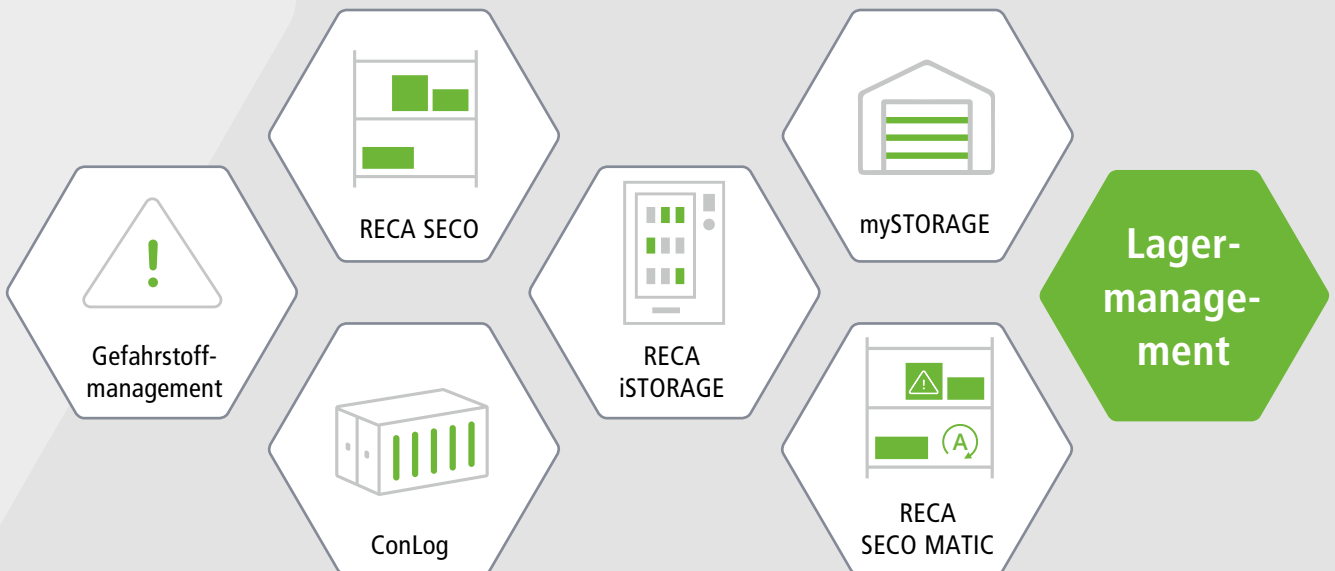 RECA SECO
mySTORAGE
Gefahrstoff-
management
RECA
iSTORAGE
Lager-
manage-
ment
ConLog
A
RECA
SECO MATIC